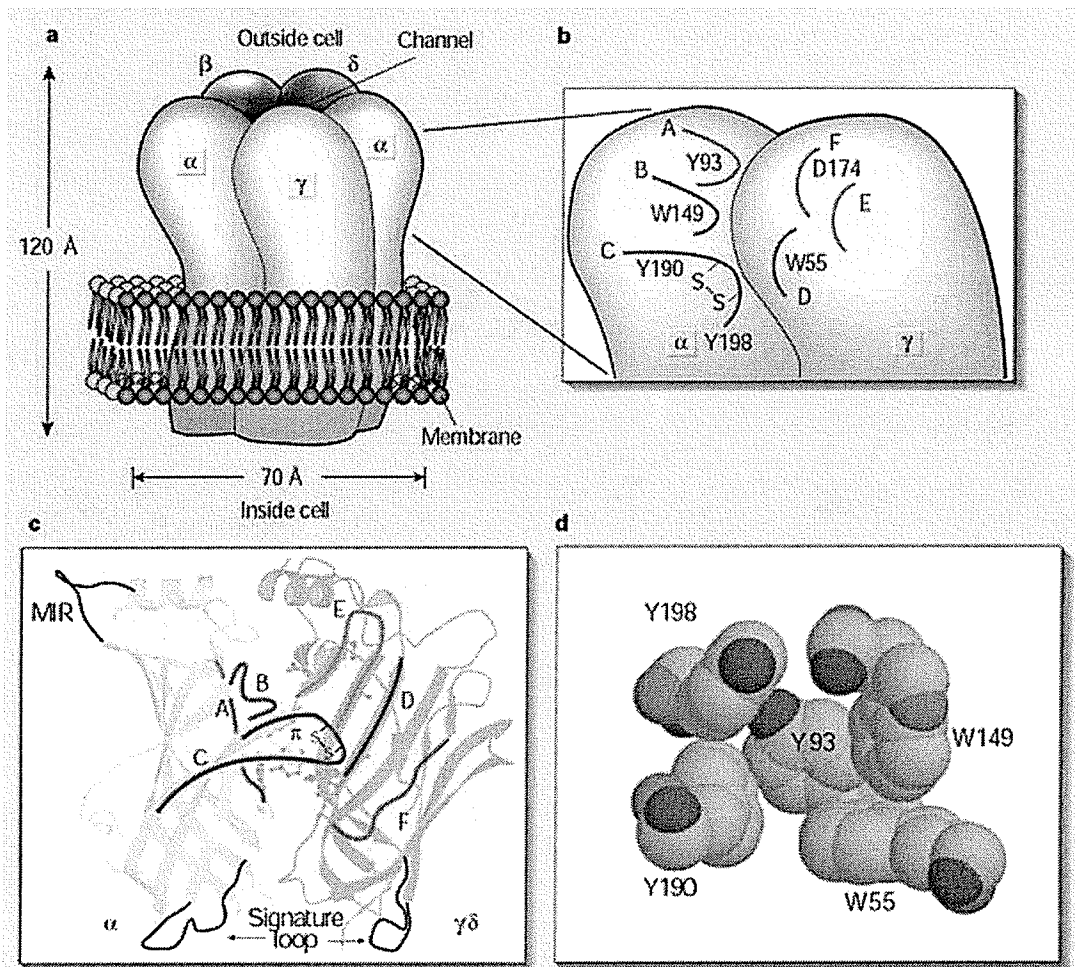 a
Outside cell
Channel
β
δ
α
α
γ
120 Å
Membrane
70 Å
Inside cell
b
A
Y93
B
W149
C
Y190
S
S
Y198
α
F
D174
E
W55
D
γ
c
MIR
E
B
A
D
π
S
S
C
F
α
Signature
loop
γδ
d
Y198
Y93
W149
Y190
W55